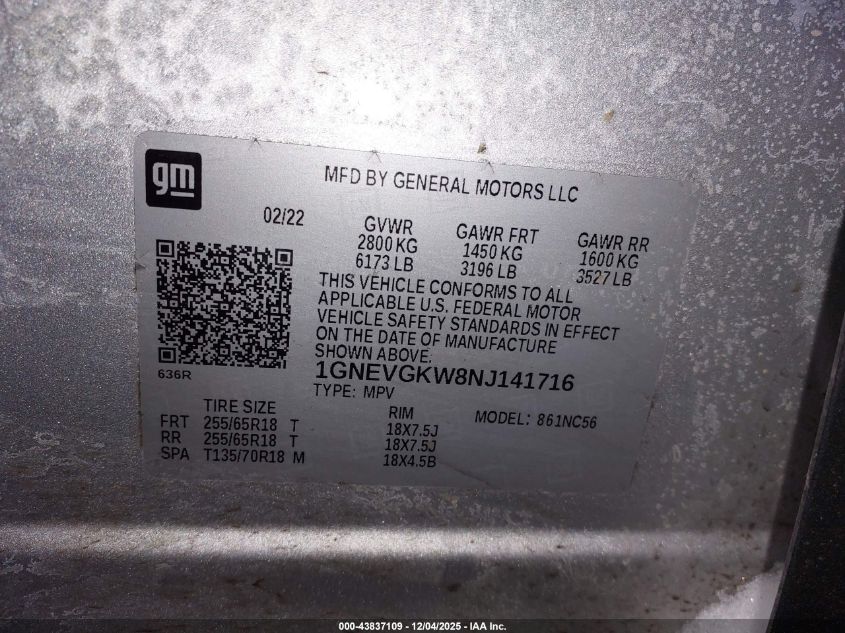 gm
MFD BY GENERAL MOTORS LLC
02/22
GVWR GAWR FRT GAWR RR
2800 KG 1450 KG 1600 KG
6173 LB 3196 LB 3527 LB
THIS VEHICLE CONFORMS TO ALL
APPLICABLE U.S. FEDERAL MOTOR
VEHICLE SAFETY STANDARDS IN EFFECT
ON THE DATE OF MANUFACTURE
SHOWN ABOVE.
636R
1GNEVGKW8NJ141716
TYPE: MPV
TIRE SIZE RIM MODEL: 861NC56
FRT 255/65R18 T 18X7.5J
RR 255/65R18 T 18X7.5J
SPA T135/70R18 M 18X4.5B
000-43837109 - 12/04/2025 - IAA Inc.